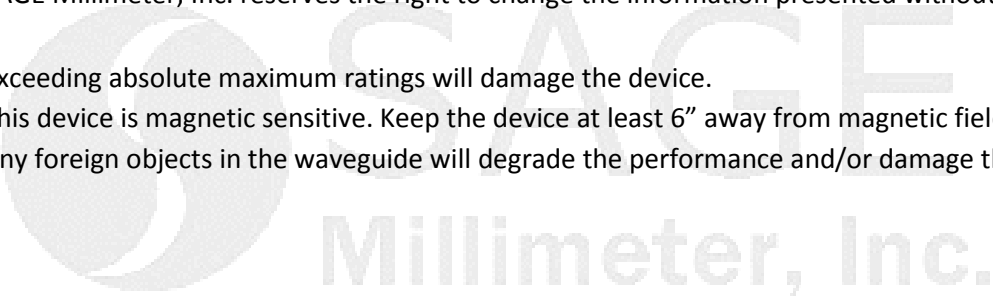 AGE Millimeter, Inc. reserves the right to change the information presented without
xceeding absolute maximum ratings will damage the device.
his device is magnetic sensitive. Keep the device at least 6” away from magnetic fiel
ny foreign objects in the waveguide will degrade the performance and/or damage th
SAGE
Millimeter, Inc.